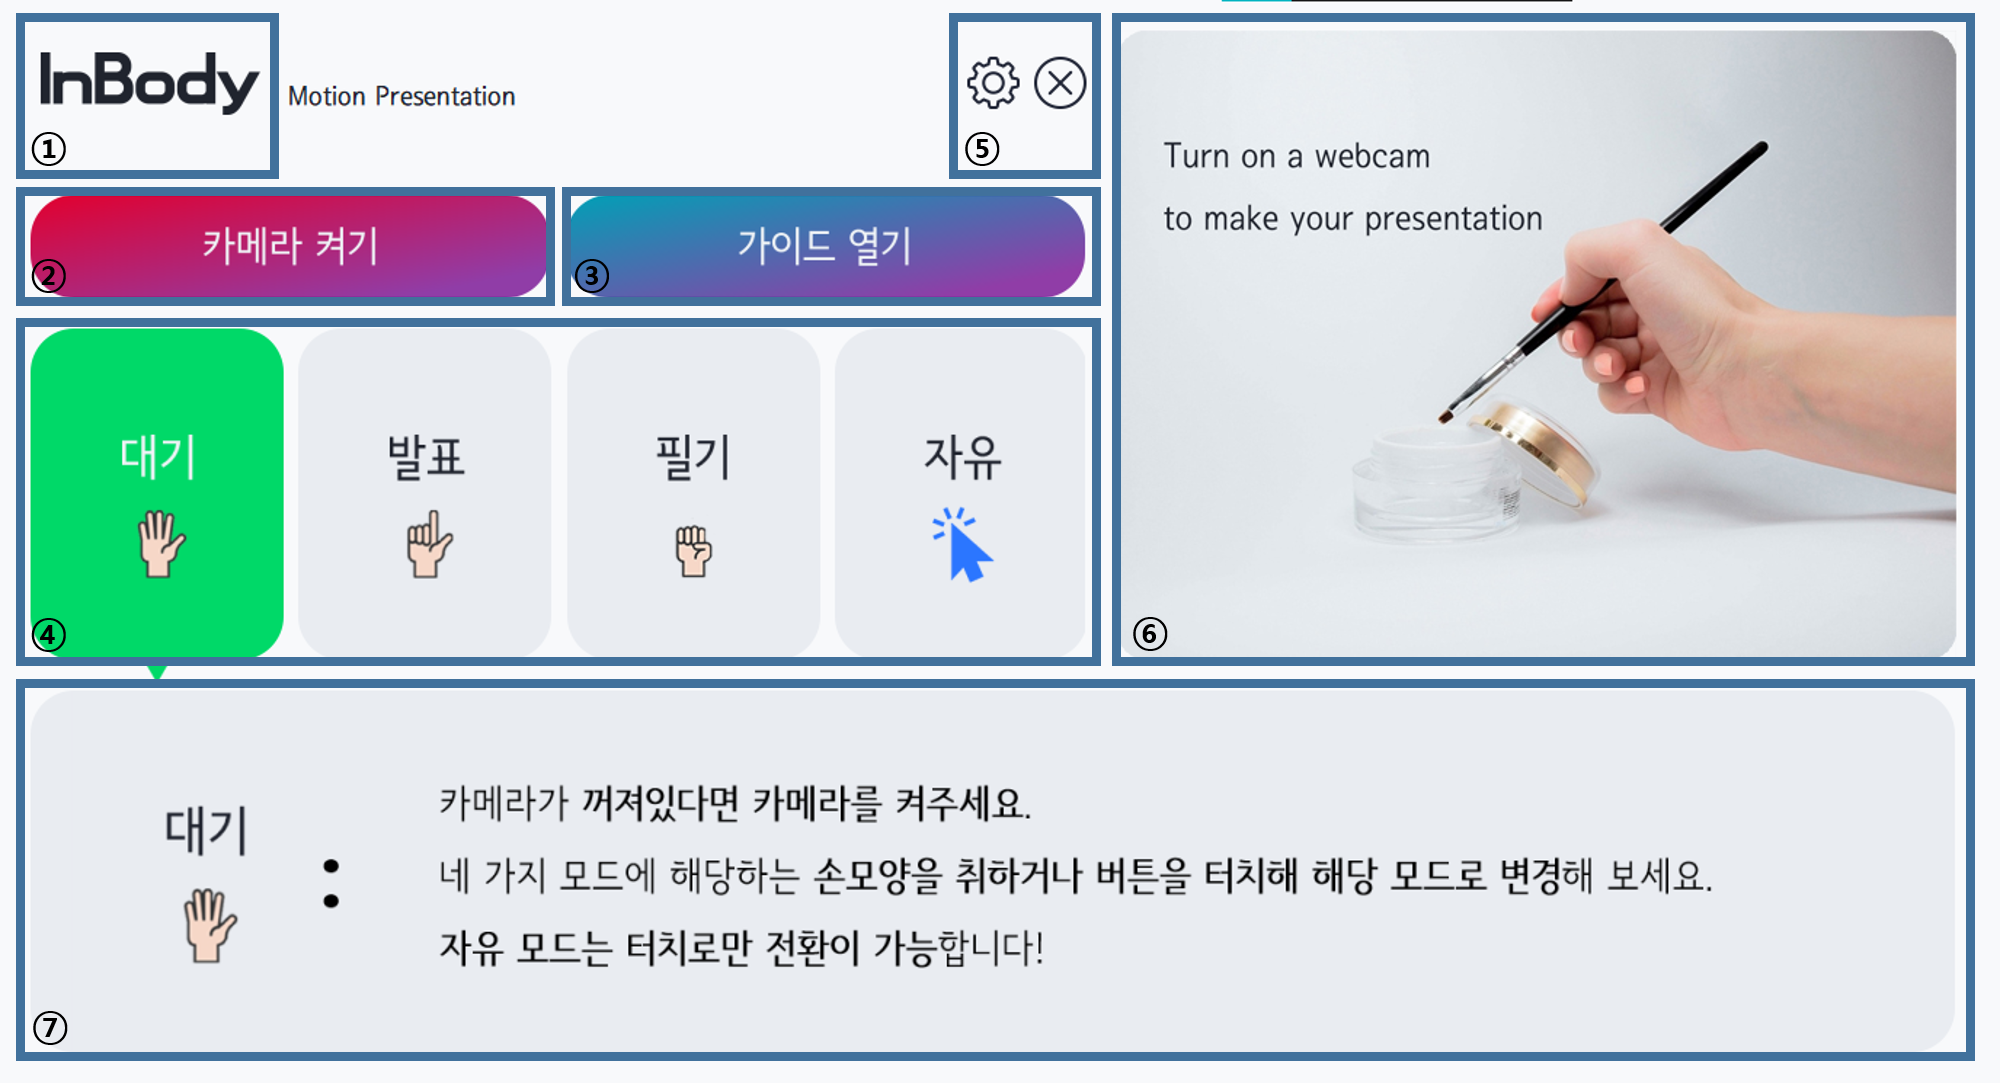 InBody
Motion Presentation
①
⑤
카메라 켜기
②
가이드 열기
③
대기
발표
필기
자유
④
Turn on a webcam
to make your presentation
⑥
대기
:
카메라가 꺼져있다면 카메라를 켜주세요.
네 가지 모드에 해당하는 손모양을 취하거나 버튼을 터치해 해당 모드로 변경해 보세요.
자유 모드는 터치로만 전환이 가능합니다!
⑦